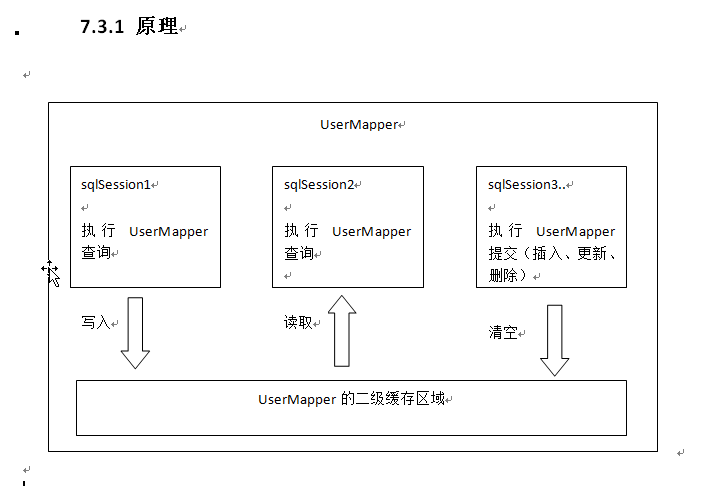 7.3.1 原理
UserMapper
sqlSession1
执行 UserMapper
查询
sqlSession2
执行 UserMapper
查询
sqlSession3..
执行 UserMapper
提交（插入、更新、
删除）
写入
读取
清空
UserMapper 的二级缓存区域